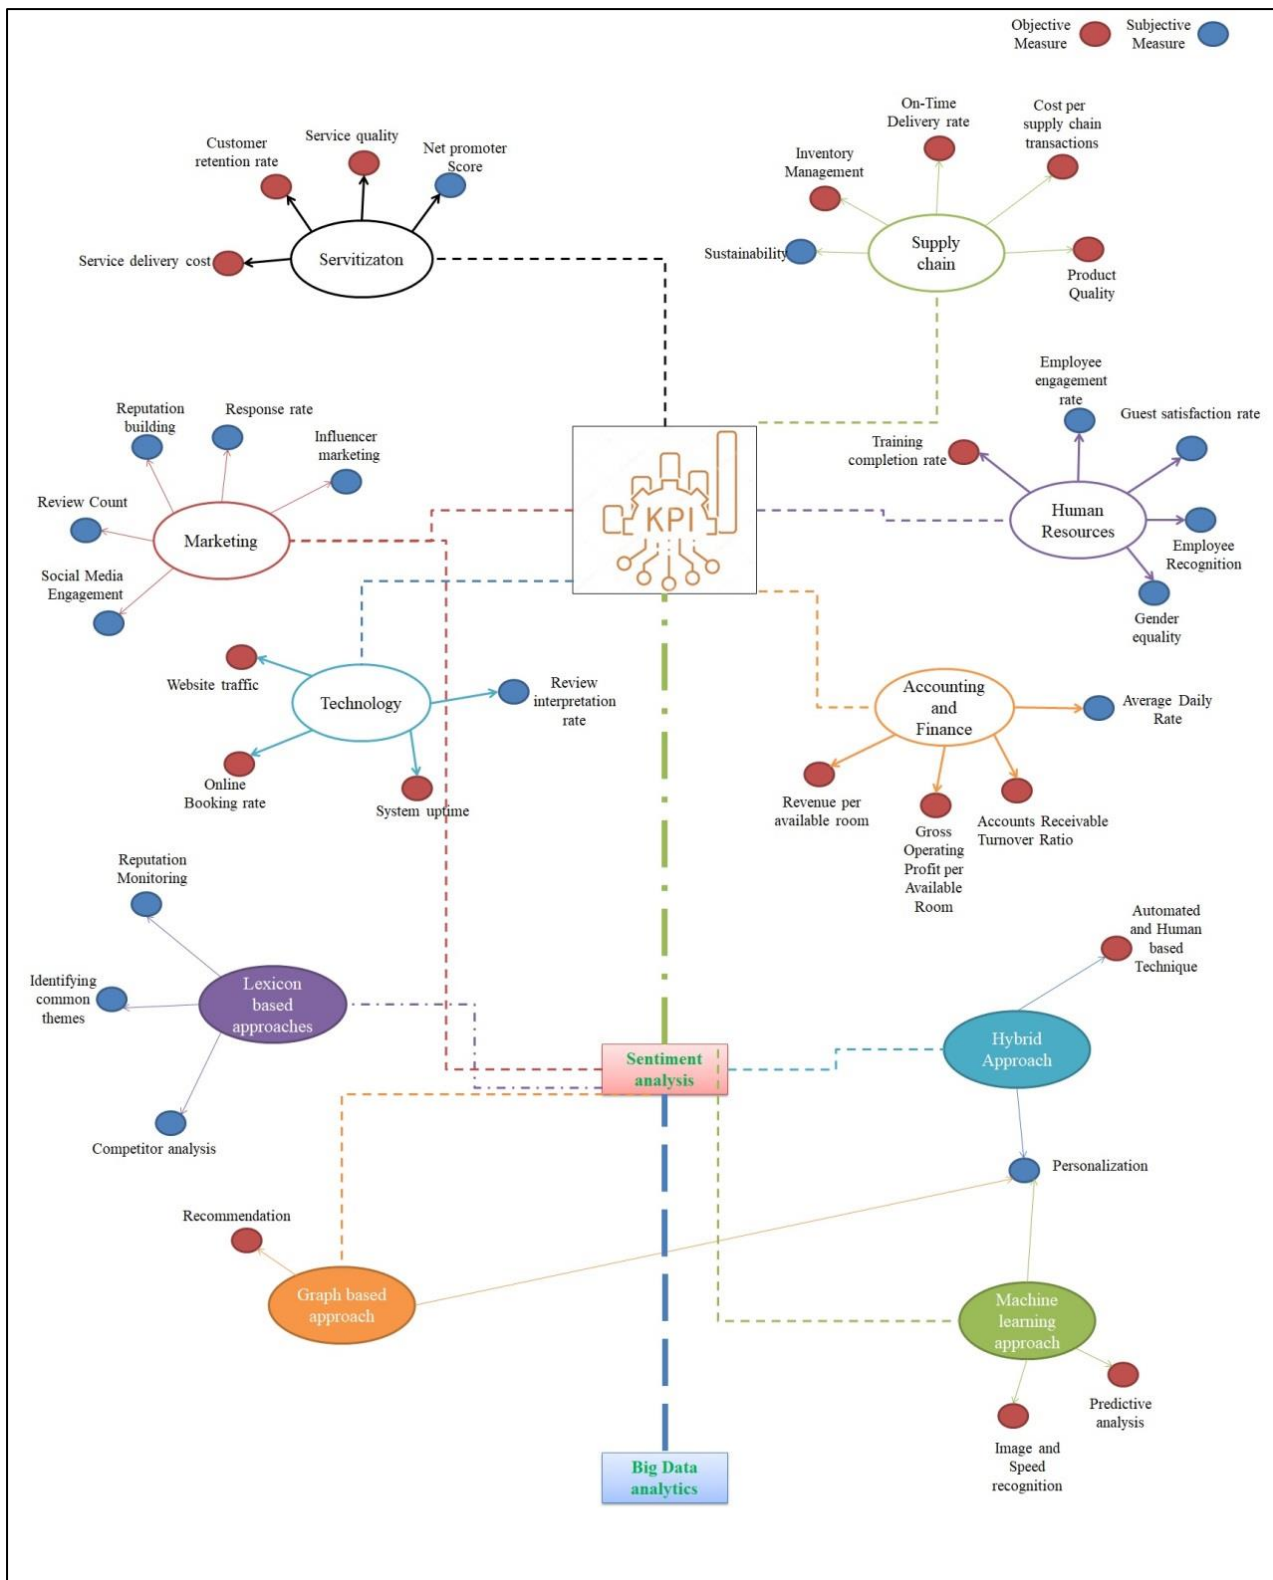 Objective
Measure
Subjective
Measure
Customer
retention rate
Service quality
Net promoter
Score
Service delivery cost
Servitizaton
On-Time
Delivery rate
Cost per
supply chain
transactions
Inventory
Management
Sustainability
Supply
chain
Product
Quality
Reputation
building
Response rate
Influencer
marketing
Review Count
Marketing
Social Media
Engagement
KPI
Employee
engagement
rate
Guest satisfaction rate
Training
completion rate
Human
Resources
Employee
Recognition
Gender
equality
Website traffic
Technology
Review
interpretation
rate
Online
Booking rate
System uptime
Accounting
and
Finance
Average Daily
Rate
Revenue per
available room
Gross
Operating
Profit per
Available
Room
Accounts Receivable
Turnover Ratio
Reputation
Monitoring
Identifying
common
themes
Lexicon
based
approaches
Competitor analysis
Automated
and Human
based
Technique
Hybrid
Approach
Sentiment
analysis
Personalization
Recommendation
Graph based
approach
Machine
learning
approach
Predictive
analysis
Image and
Speed
recognition
Big Data
analytics